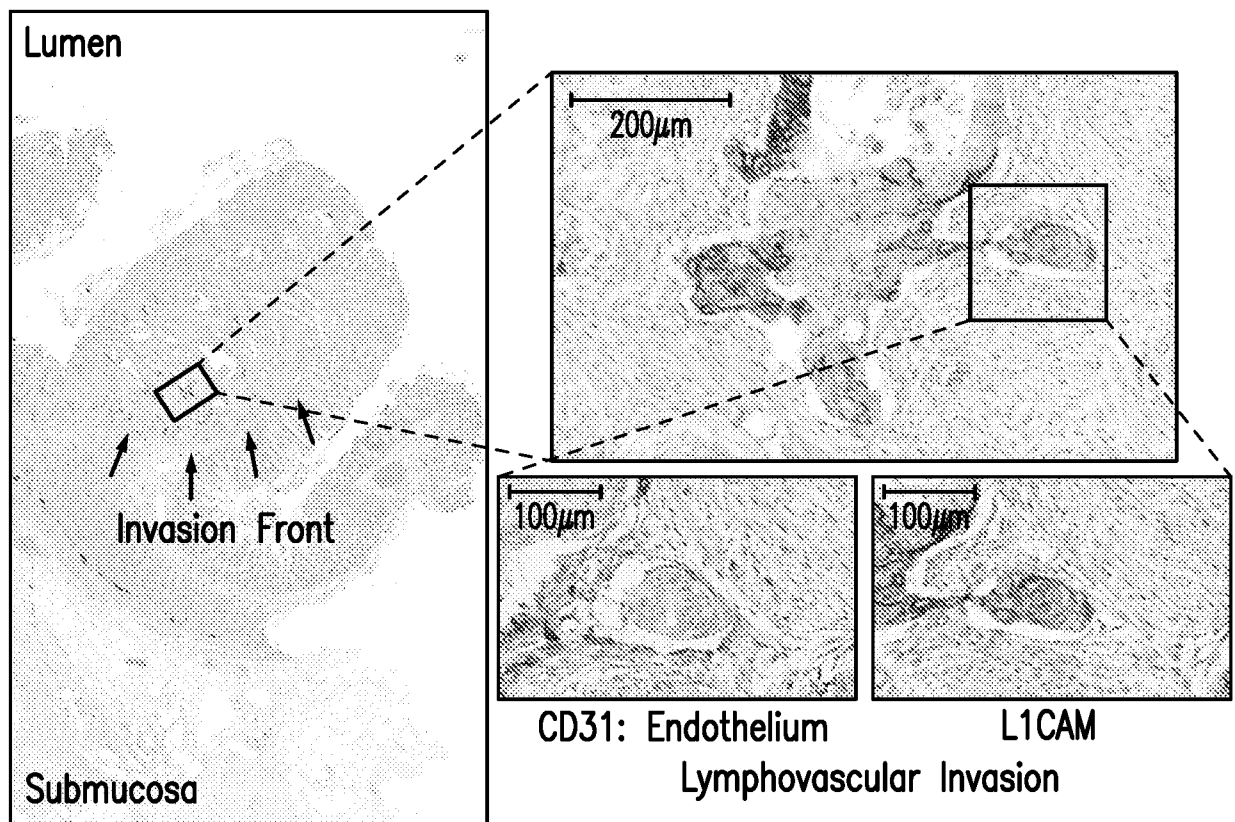 Lumen
Invasion Front
Submucosa
200μm
100μm
100μm
CD31: Endothelium
L1CAM
Lymphovascular Invasion